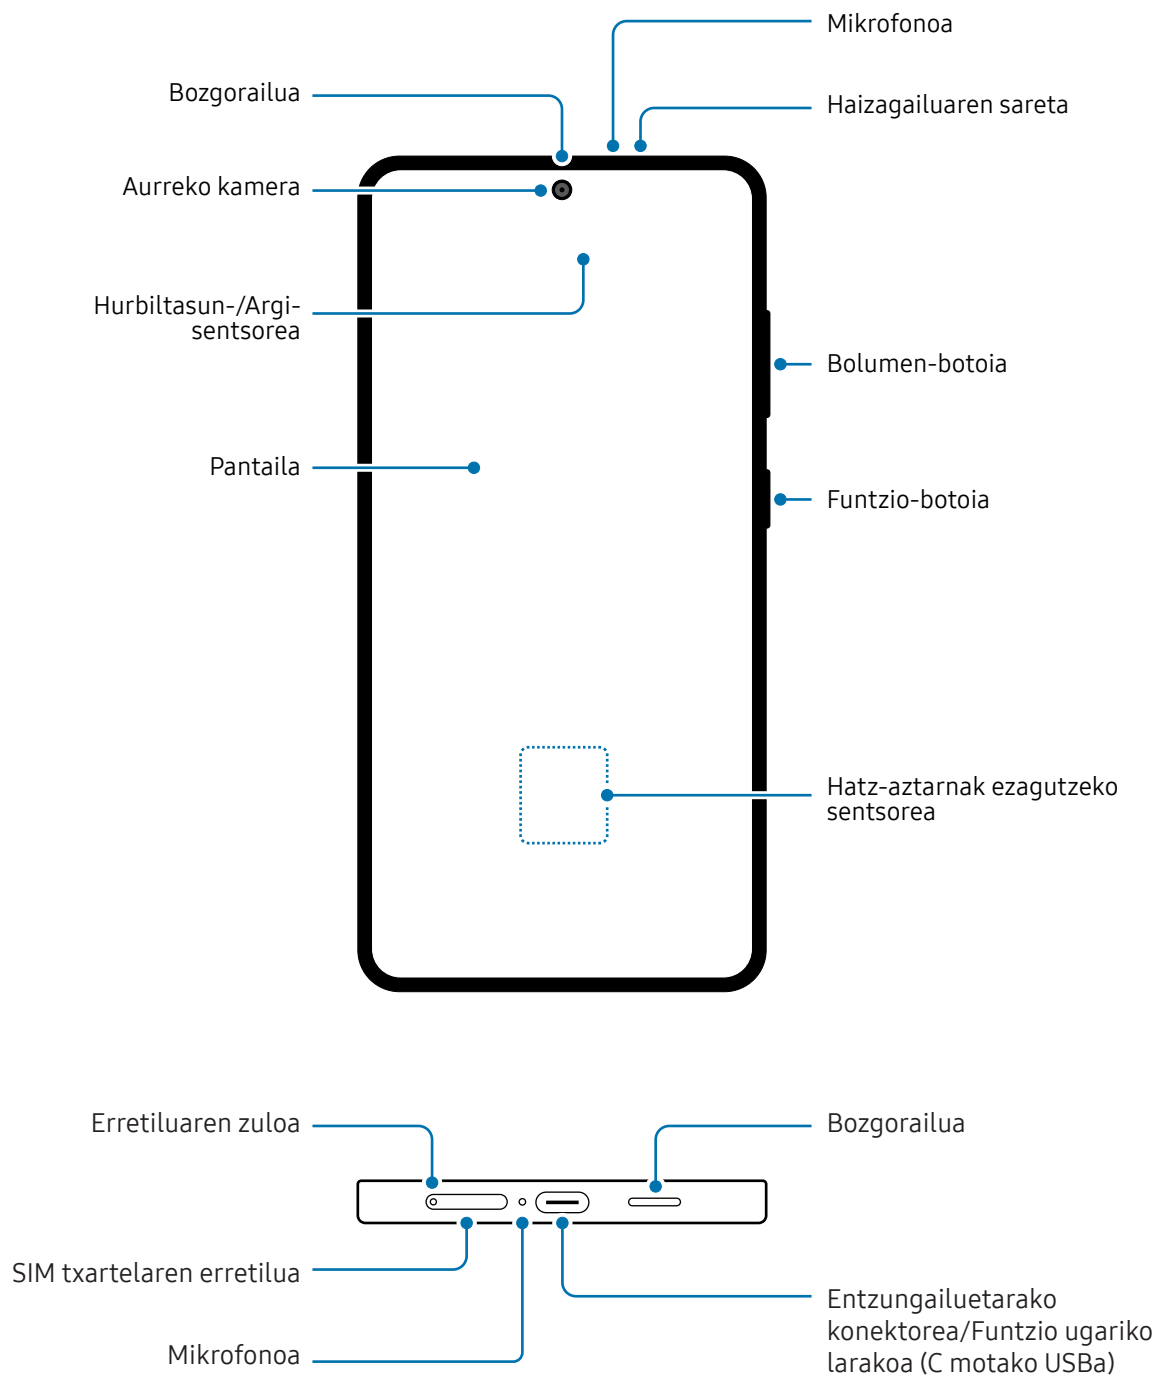 Mikrofonoa
Bozgorailua
Haizagailuaren sareta
Aurreko kamera
Hurbiltasun-/Argi-
sentsorea
Bolumen-botoia
Pantaila
Funtzio-botoia
Hatz-aztarnak ezagutzeko
sentsorea
Erretiluaren zuloa
Bozgorailua
SIM txartelaren erretilua
Entzungailuetarako
konektorea/Funtzio ugariko
larakoa (C motako USBa)
Mikrofonoa